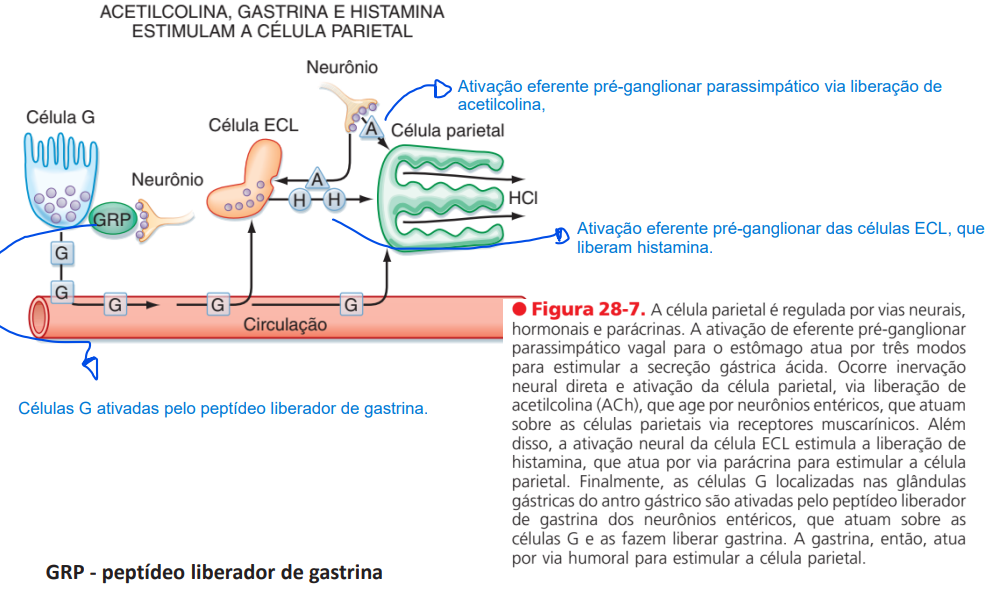 ACETILCOLINA, GASTRINA E HISTAMINA
ESTIMULAM A CÉLULA PARIETAL
Neurônio
Ativação eferente pré-ganglionar parassimpático via liberação de
acetilcolina,
Célula G
Célula ECL
A
Célula parietal
Neurônio
A
H H
HCl
GRP
Ativação eferente pré-ganglionar das células ECL, que
liberam histamina.
G
G
G
G
G
Circulação
Células G ativadas pelo peptídeo liberador de gastrina.
● Figura 28-7. A célula parietal é regulada por vias neurais,
hormonais e parácrinas. A ativação de eferente pré-ganglionar
parassimpático vagal para o estômago atua por três modos
para estimular a secreção gástrica ácida. Ocorre inervação
neural direta e ativação da célula parietal, via liberação de
acetilcolina (ACh), que age por neurônios entéricos, que atuam
sobre as células parietais via receptores muscarínicos. Além
disso, a ativação neural da célula ECL estimula a liberação de
histamina, que atua por via parácrina para estimular a célula
parietal. Finalmente, as células G localizadas nas glândulas
gástricas do antro gástrico são ativadas pelo peptídeo liberador
de gastrina dos neurônios entéricos, que atuam sobre as
células G e as fazem liberar gastrina. A gastrina, então, atua
por via humoral para estimular a célula parietal.
GRP - peptídeo liberador de gastrina